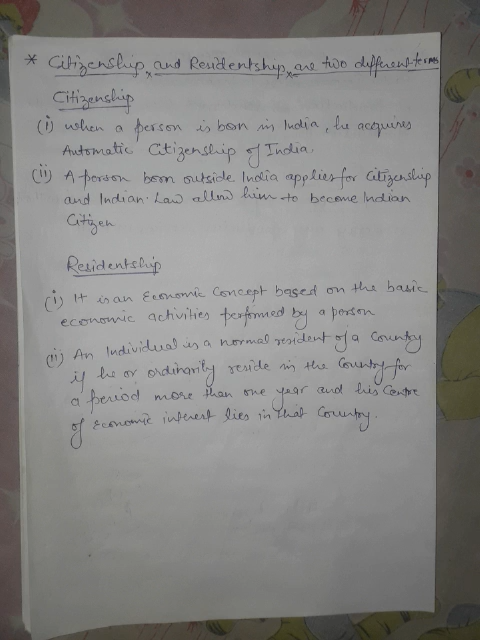 * Citizenship and Residentship are two different terms
Citizenship
(i) when a person is born in India, he acquires
Automatic Citizenship of India.
(ii) A person born outside India applies for Citizenship
and Indian Law allow him to become Indian
Citizen
Residentship
(i) It is an Economic Concept based on the basic
economic activities performed by a person
(ii) An Individual is a normal resident of a Country
if he or ordinarily reside in the Country for
a period more than one year and his Centre
of Economic interest lies in that Country.